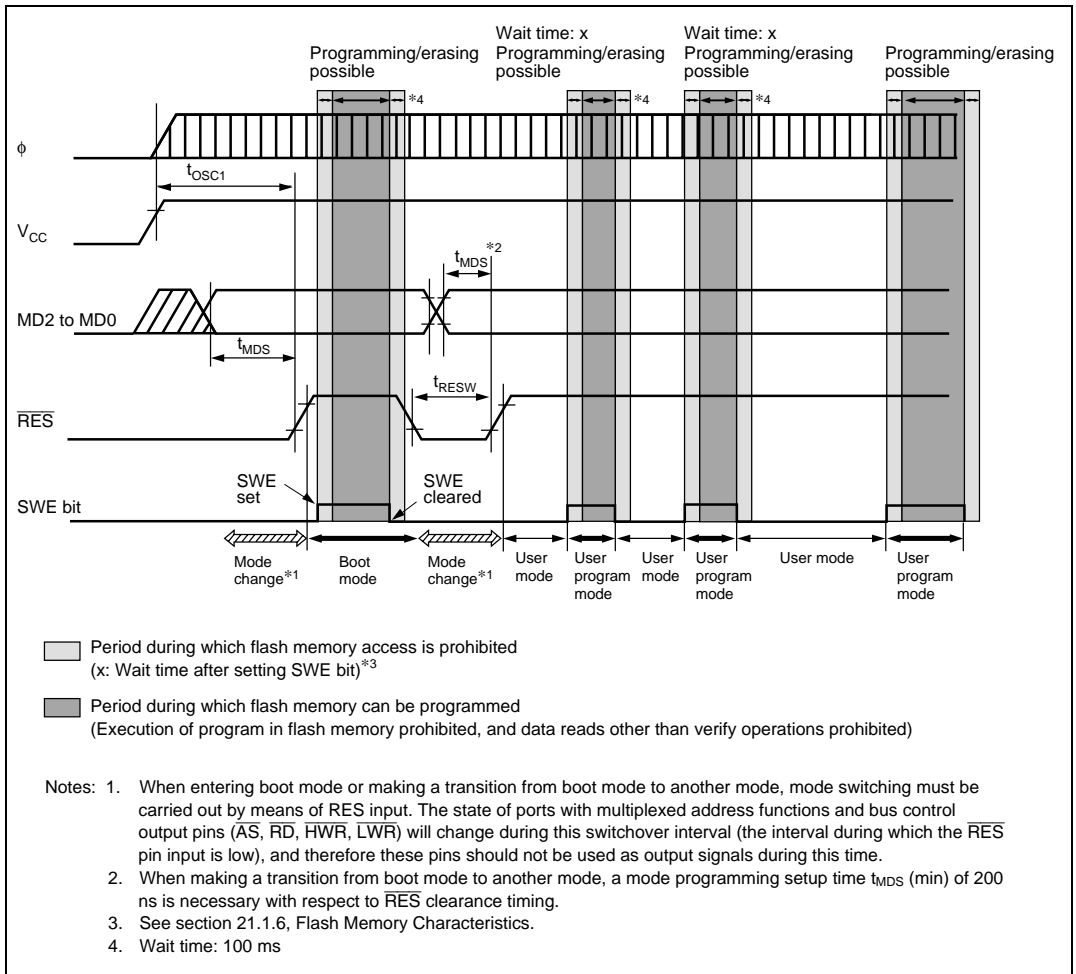 Wait time: x
Programming/erasing
possible
Wait time: x
Programming/erasing
possible
Programming/erasing
possible
Programming/erasing
possible
*4
*4
*4
φ
tOSC1
VCC
tMDS*2
MD2 to MD0
tMDS
tRESW
RES
SWE
set
SWE
cleared
SWE bit
Mode
change*1
Boot
mode
Mode
change*1
User
mode
User
program
mode
User
mode
User
program
mode
User mode
User
program
mode
Period during which flash memory access is prohibited
(x: Wait time after setting SWE bit)*3
Period during which flash memory can be programmed
(Execution of program in flash memory prohibited, and data reads other than verify operations prohibited)
Notes: 1. When entering boot mode or making a transition from boot mode to another mode, mode switching must be
carried out by means of RES input. The state of ports with multiplexed address functions and bus control
output pins (AS, RD, HWR, LWR) will change during this switchover interval (the interval during which the RES
pin input is low), and therefore these pins should not be used as output signals during this time.
2. When making a transition from boot mode to another mode, a mode programming setup time tMDS (min) of 200
ns is necessary with respect to RES clearance timing.
3. See section 21.1.6, Flash Memory Characteristics.
4. Wait time: 100 ms